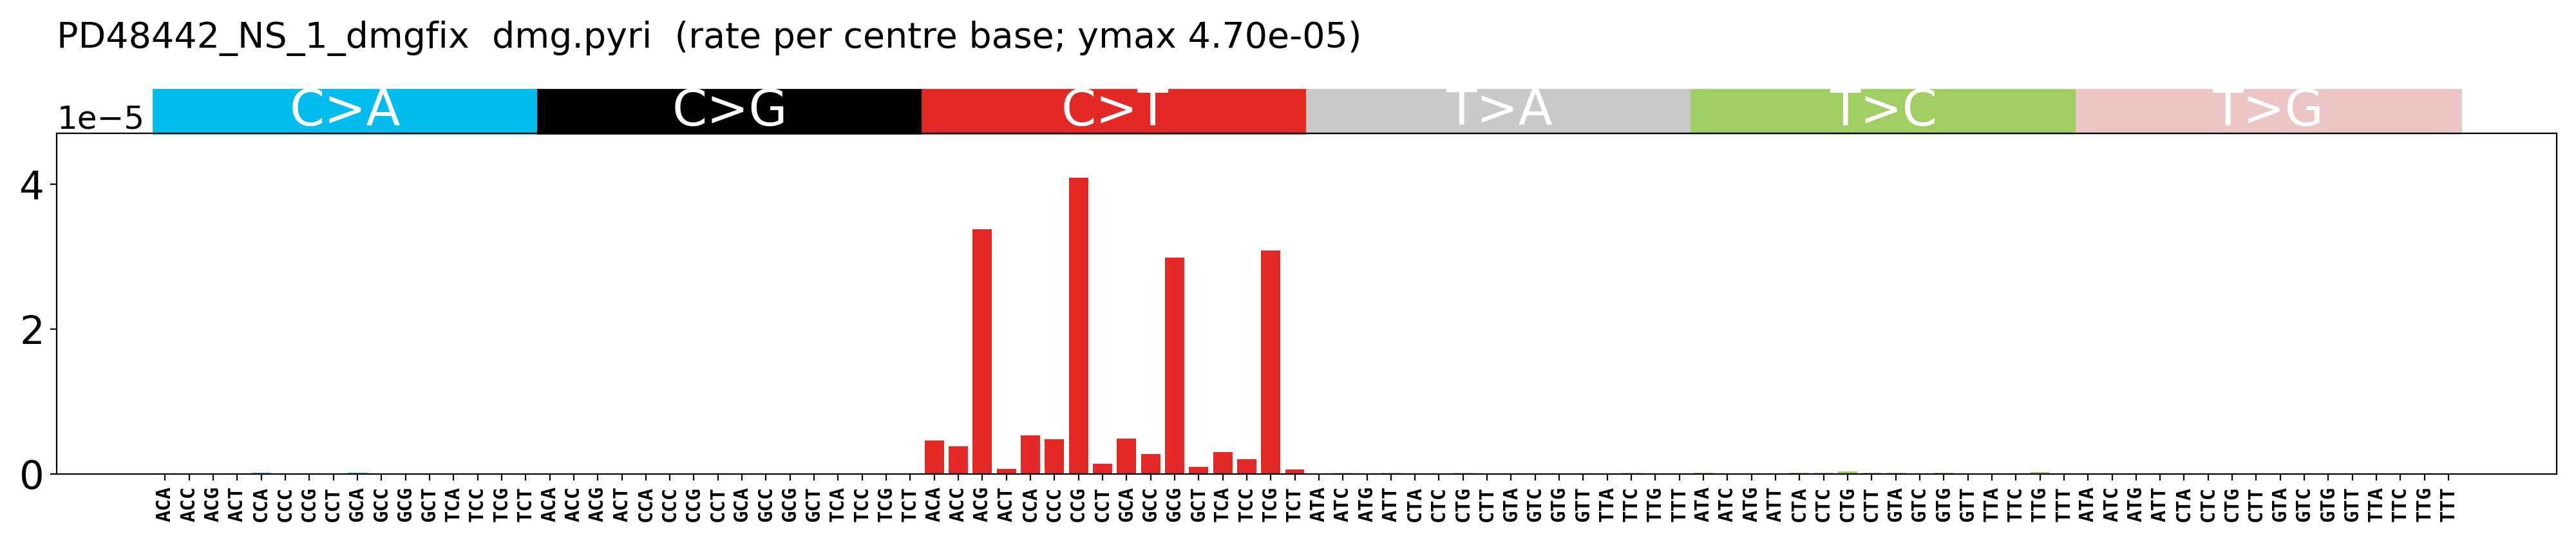 PD48442_NS_1_dmgfix  dmg.pyri  (rate per centre base; ymax 4.70e-05)
C>A C>G C>T T>A T>C T>G
1e−5
4
2
0
ACA ACC ACG ACT CCA CCC CCG CCT GCA GCC GCG GCT TCA TCC TCG TCT ACA ACC ACG ACT CCA CCC CCG CCT GCA GCC GCG GCT TCA TCC TCG TCT ACA ACC ACG ACT CCA CCC CCG CCT GCA GCC GCG GCT TCA TCC TCG TCT ATA ATC ATG ATT CTA CTC CTG CTT GTA GTC GTG GTT TTA TTC TTG TTT ATA ATC ATG ATT CTA CTC CTG CTT GTA GTC GTG GTT TTA TTC TTG TTT ATA ATC ATG ATT CTA CTC CTG CTT GTA GTC GTG GTT TTA TTC TTG TTT